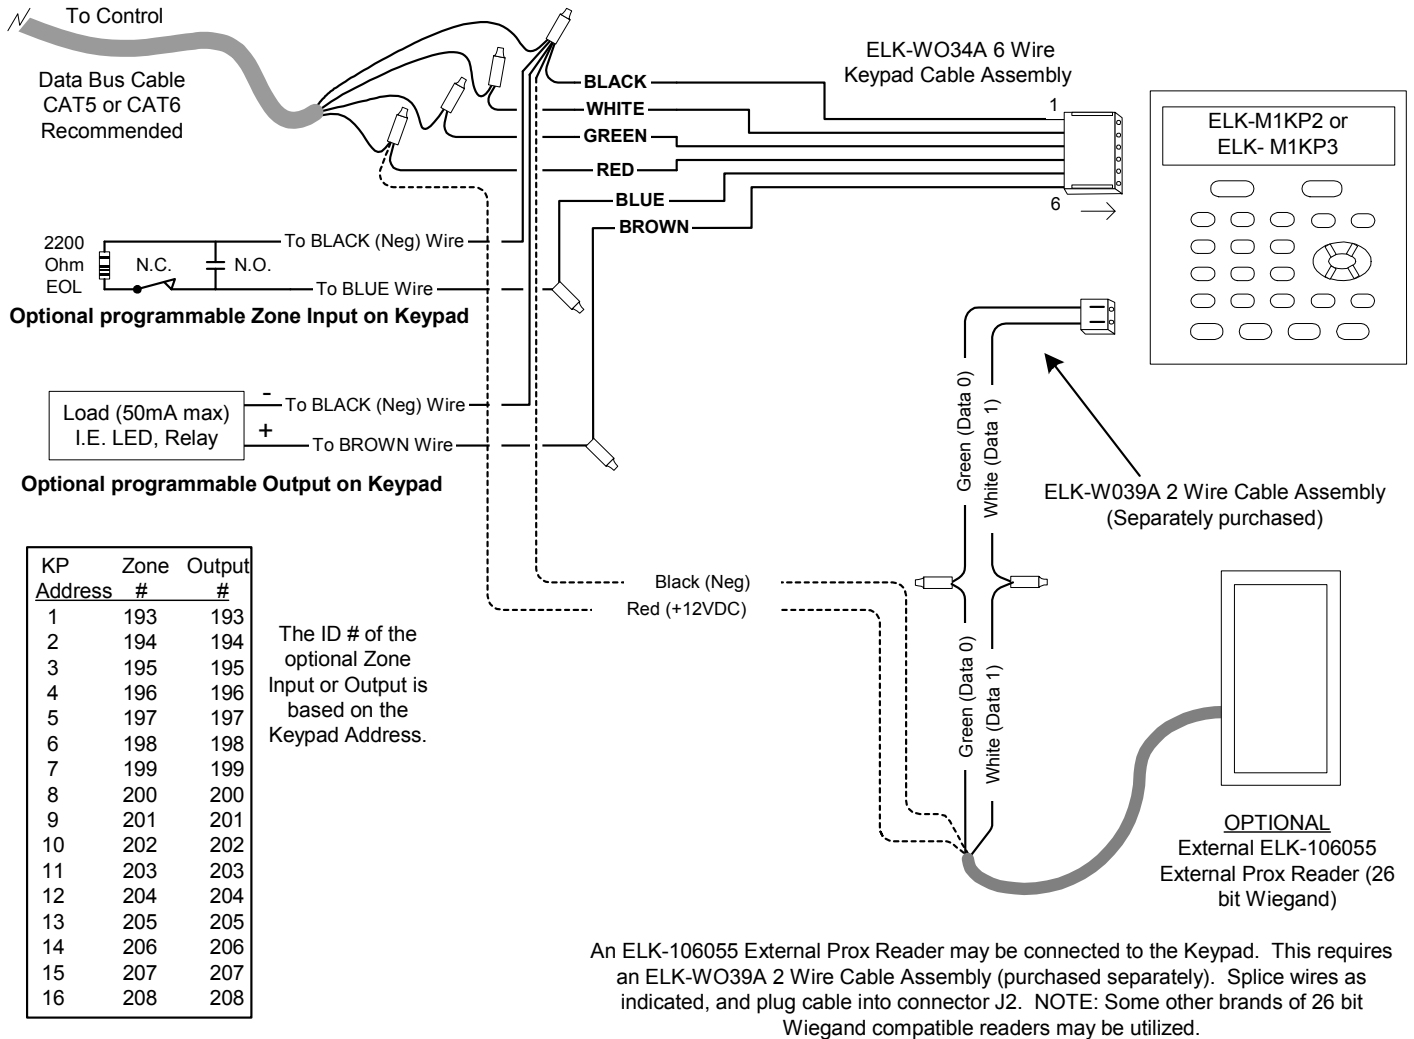 To Control
Data Bus Cable
CAT5 or CAT6
Recommended
ELK-WO34A 6 Wire
Keypad Cable Assembly
BLACK
WHITE
GREEN
RED
BLUE
BROWN
1
6
ELK-M1KP2 or
ELK- M1KP3
2200
Ohm
EOL
N.C.
N.O.
To BLACK (Neg) Wire
To BLUE Wire
Optional programmable Zone Input on Keypad
Load (50mA max)
I.E. LED, Relay
-
+
To BLACK (Neg) Wire
To BROWN Wire
Optional programmable Output on Keypad
Green (Data 0)
White (Data 1)
ELK-W039A 2 Wire Cable Assembly
(Separately purchased)
Black (Neg)
Red (+12VDC)
Green (Data 0)
White (Data 1)
KP Zone Output
Address # #
1 193 193
2 194 194
3 195 195
4 196 196
5 197 197
6 198 198
7 199 199
8 200 200
9 201 201
10 202 202
11 203 203
12 204 204
13 205 205
14 206 206
15 207 207
16 208 208
The ID # of the
optional Zone
Input or Output is
based on the
Keypad Address.
OPTIONAL
External ELK-106055
External Prox Reader (26
bit Wiegand)
An ELK-106055 External Prox Reader may be connected to the Keypad. This requires
an ELK-WO39A 2 Wire Cable Assembly (purchased separately). Splice wires as
indicated, and plug cable into connector J2. NOTE: Some other brands of 26 bit
Wiegand compatible readers may be utilized.